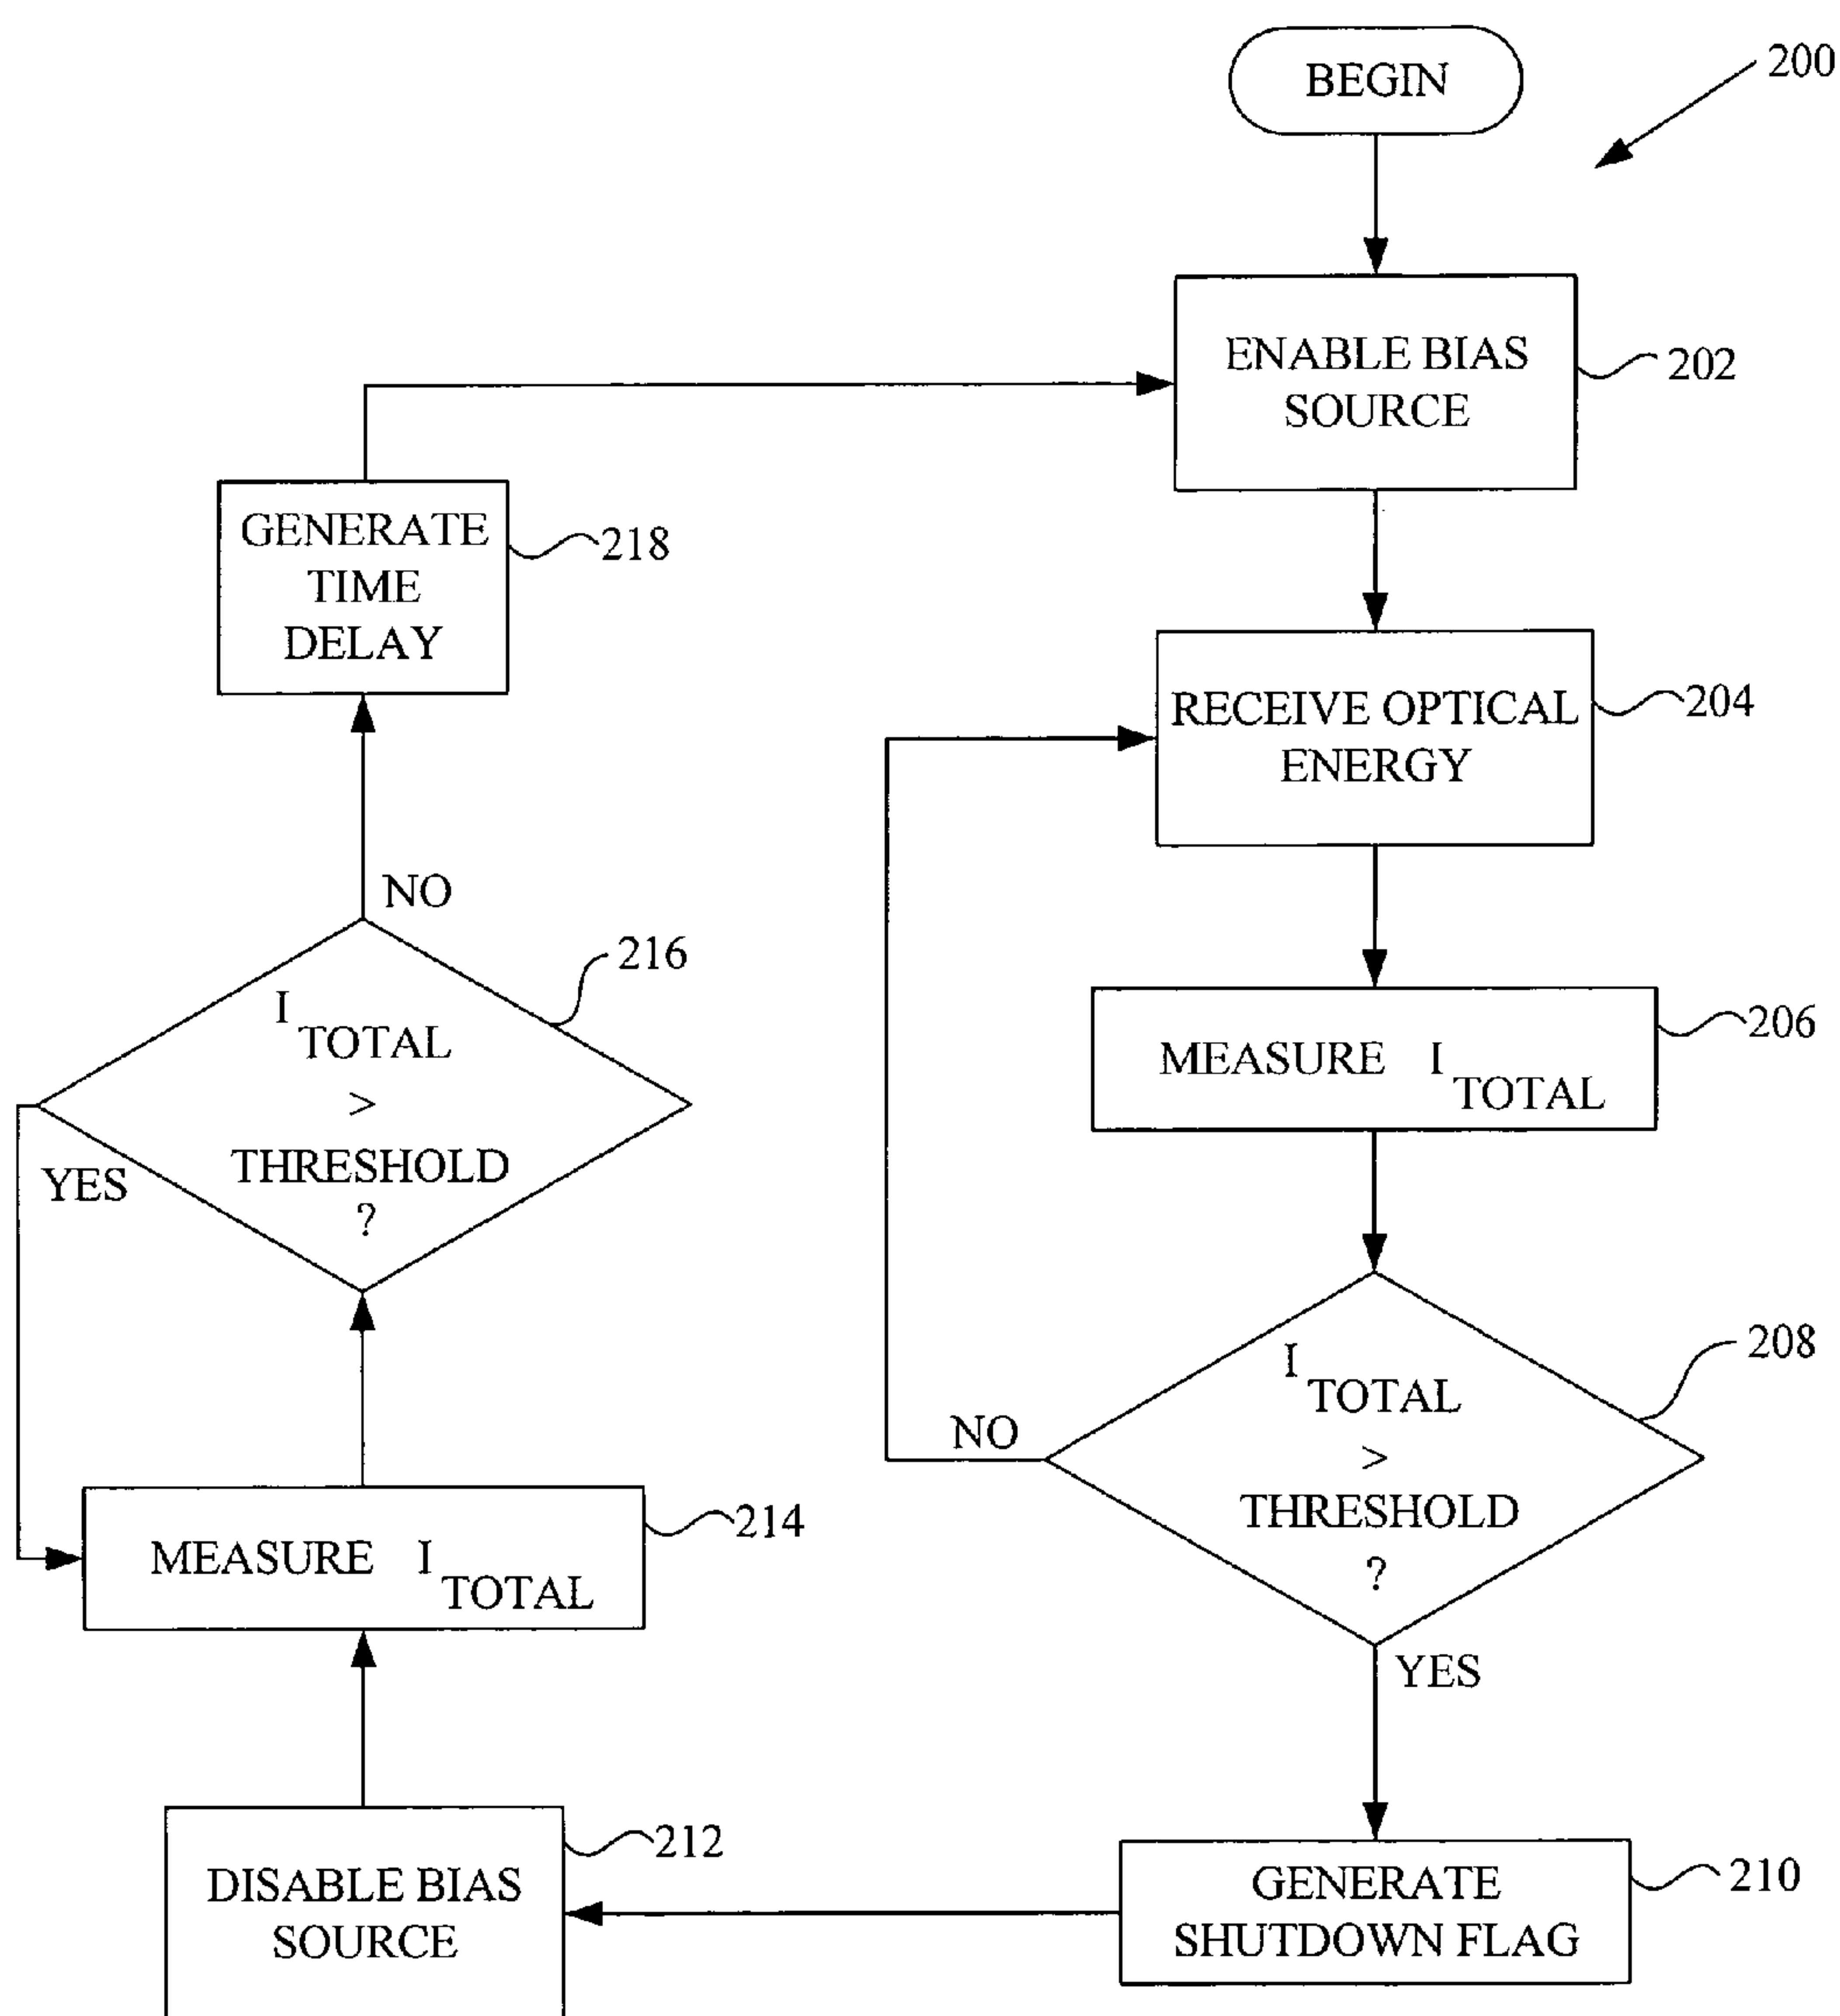 BEGIN
200
ENABLE BIAS
SOURCE
202
GENERATE
TIME
DELAY
218
RECEIVE OPTICAL
ENERGY
204
NO
216
I TOTAL
>
THRESHOLD
?
YES
MEASURE I TOTAL
206
208
I TOTAL
>
THRESHOLD
?
NO
YES
MEASURE I TOTAL
214
DISABLE BIAS
SOURCE
212
GENERATE
SHUTDOWN FLAG
210